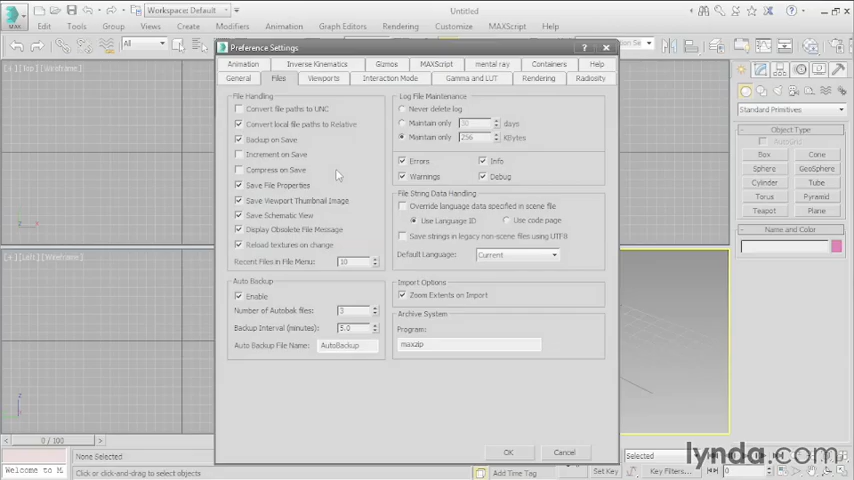 Workspace: Default
Untitled
MAX
Edit Tools Group Views Create Modifiers Animation Graph Editors Rendering Customize MAXScript Help
All
Preference Settings
Animation Inverse Kinematics Gizmos MAXScript mental ray Containers Help
General Files Viewports Interaction Mode Gamma and LUT Rendering Radiosity
File Handling
Convert file paths to UNC
Convert local file paths to Relative
Backup on Save
Increment on Save
Compress on Save
Save File Properties
Save Viewport Thumbnail Image
Save Schematic View
Display Obsolete File Message
Reload textures on change
Recent Files in File Menu: 10
Auto Backup
Enable
Number of Autobak files: 3
Backup Interval (minutes): 5.0
Auto Backup File Name: AutoBackup
Log File Maintenance
Never delete log
Maintain only 30 days
Maintain only 256 KBytes
Errors Info
Warnings Debug
File String Data Handling
Override language data specified in scene file
Use Language ID Use code page
Save strings in legacy non-scene files using UTF8
Default Language: Current
Import Options
Zoom Extents on Import
Archive System
Program:
maxzip
OK Cancel
[+] [Top] [Wireframe]
[+] [Left] [Wireframe]
Standard Primitives
Object Type
AutoGrid
Box Cone
Sphere GeoSphere
Cylinder Tube
Torus Pyramid
Teapot Plane
Name and Color
0 / 100
None Selected
Welcome to M
Click or click-and-drag to select objects
Add Time Tag
Set Key
Selected
Key Filters...
0
lynda.com